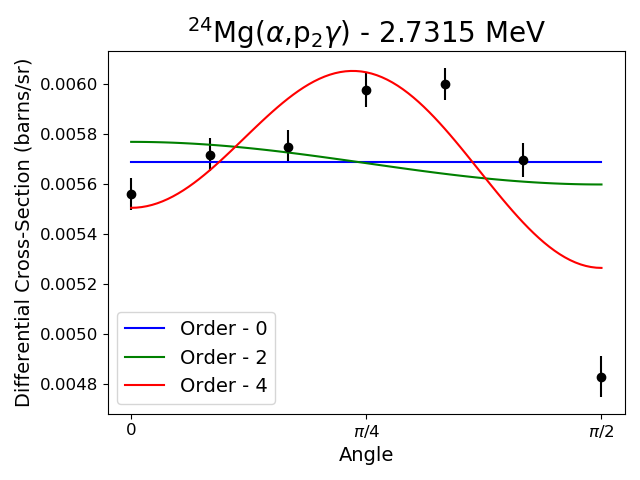 ²⁴Mg(α,p₂γ) - 2.7315 MeV
Differential Cross-Section (barns/sr)
0.0060
0.0058
0.0056
0.0054
0.0052
0.0050
0.0048
Order - 0
Order - 2
Order - 4
0
π/4
π/2
Angle